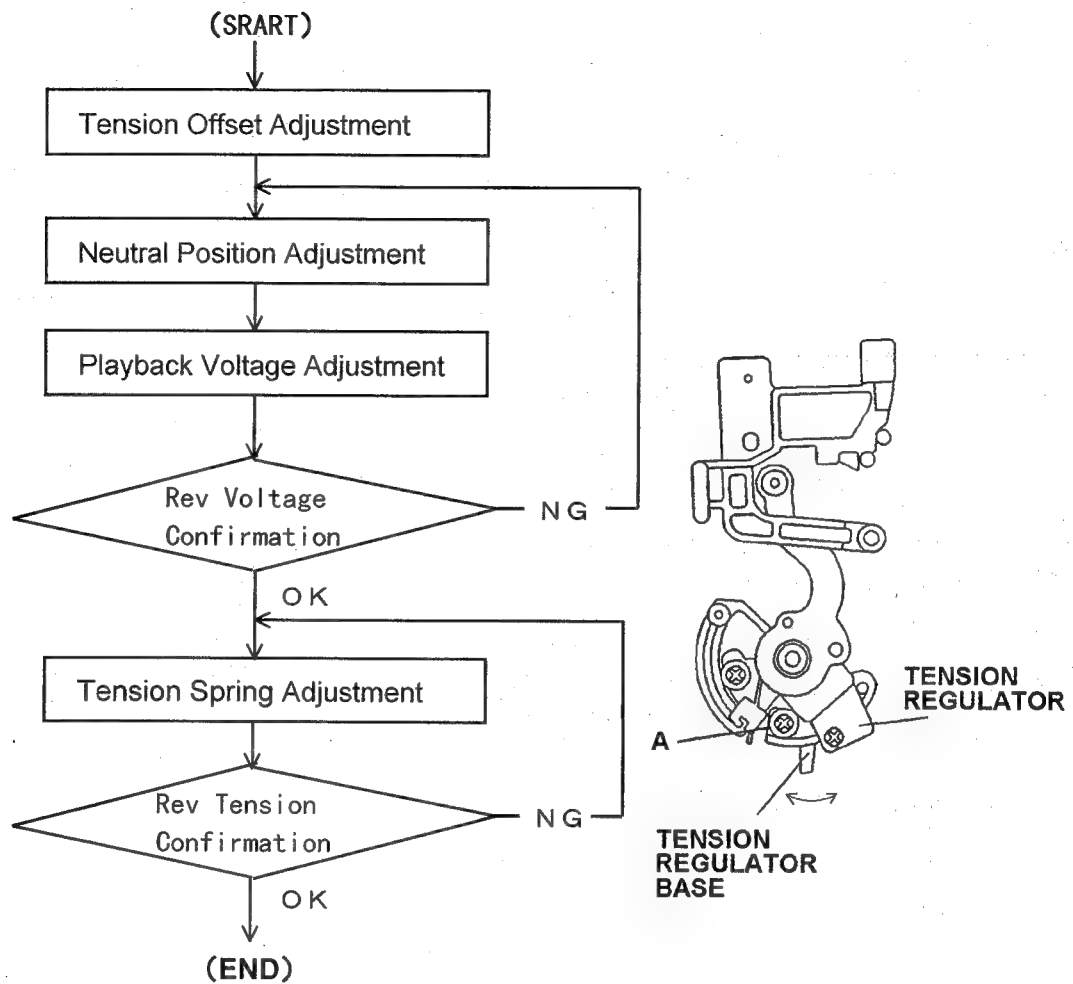 (SRART)
Tension Offset Adjustment
Neutral Position Adjustment
Playback Voltage Adjustment
Rev Voltage
Confirmation
NG
OK
Tension Spring Adjustment
Rev Tension
Confirmation
NG
OK
(END)
TENSION
REGULATOR
A
TENSION
REGULATOR
BASE